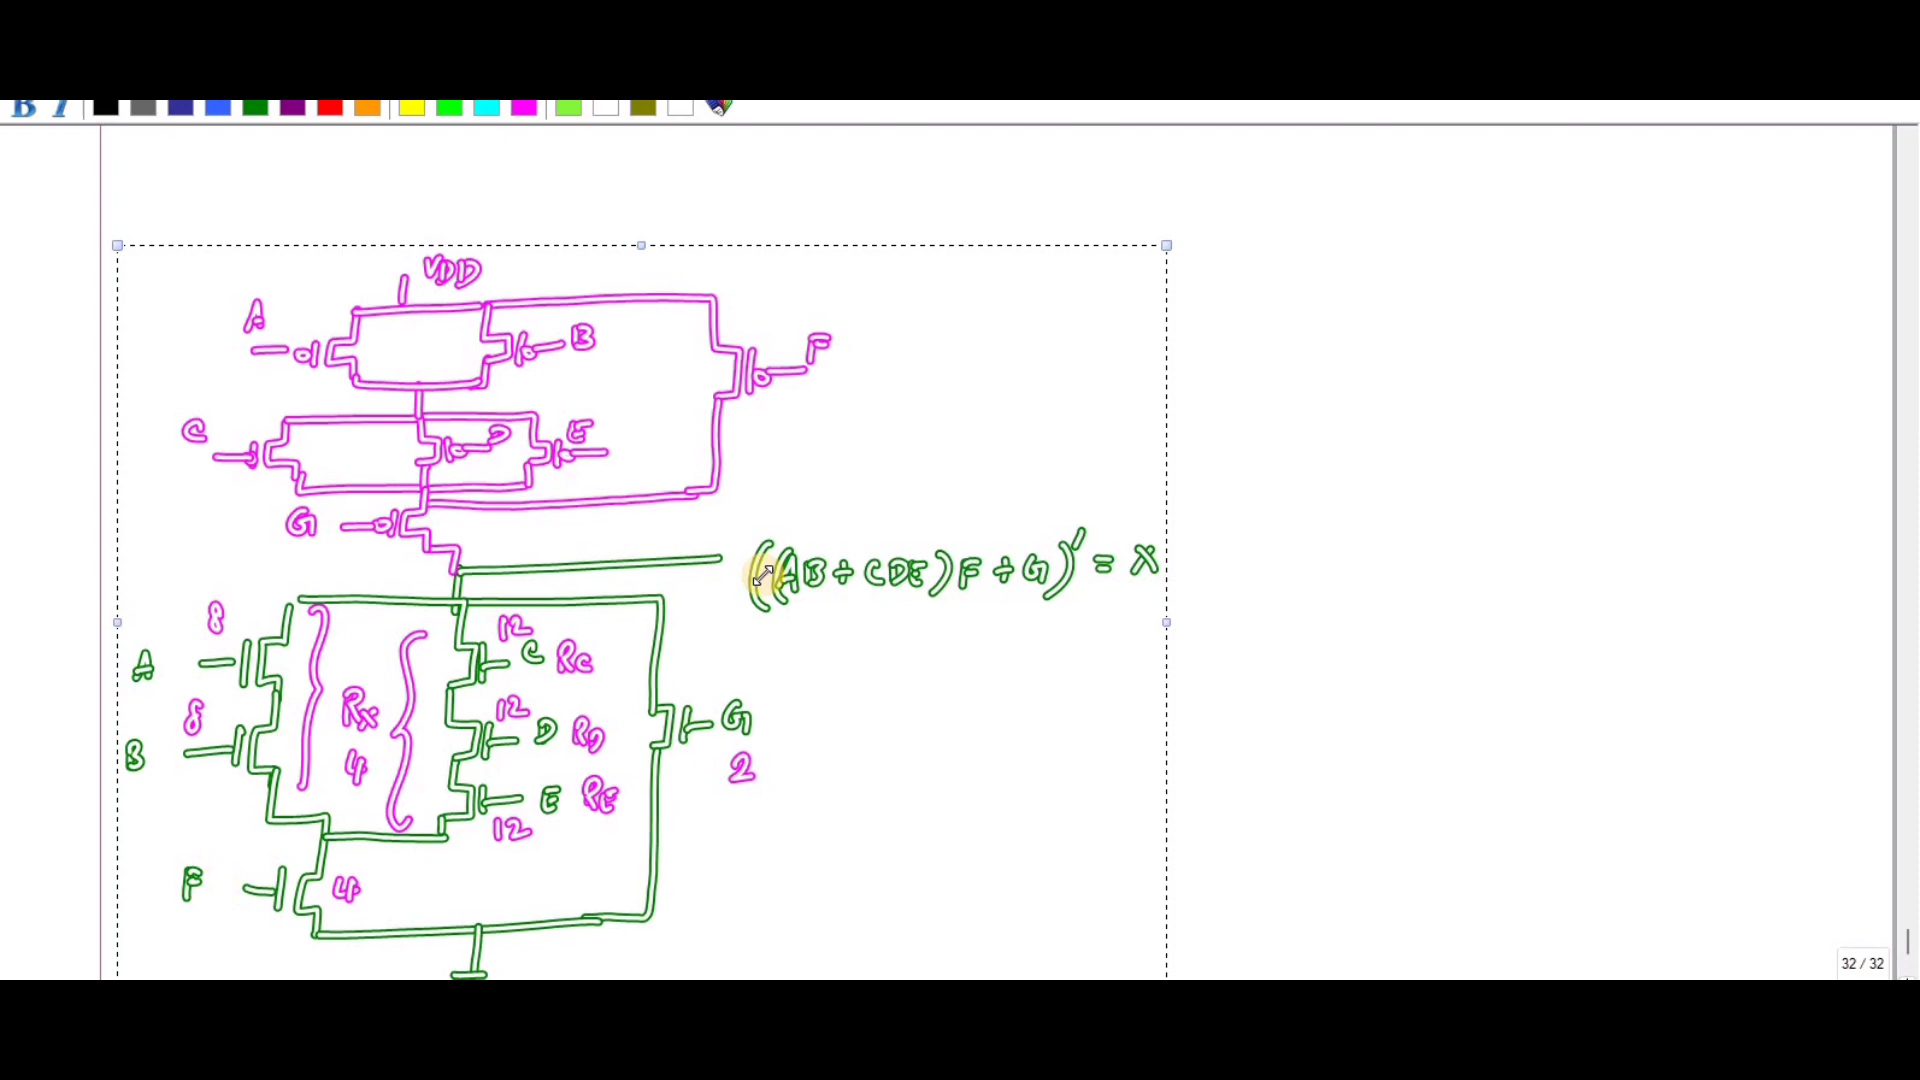 B I
VDD
A B F
C D E
G
((AB+CDE)F+G)' = X
8 12
A C RC
8 RX 12
B 4 D RD G
E RE 2
12
F 4
32 / 32